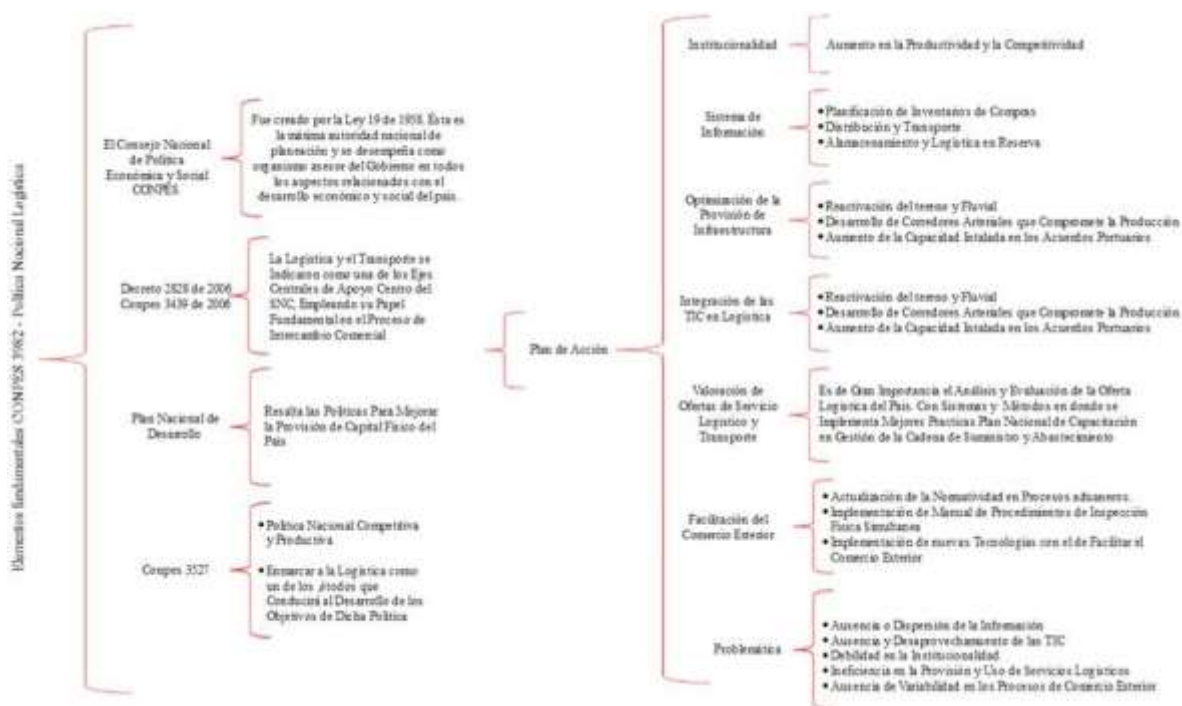 Elementos fundamentales CONPES 3982 - Política Nacional Logística
El Consejo Nacional
de Política
Económica y Social
CONPES
Fue creado por la Ley 19 de 1958. Esta es
la máxima autoridad nacional de
planeación y se desempeña como
organismo asesor del Gobierno en todos
los aspectos relacionados con el
desarrollo económico y social del país.
Decreto 2828 de 2006
Conpes 3439 de 2006
La Logística y el Transporte se
Indicaron como una de los Ejes
Centrales de Apoyo Centro del
SNC, Empleando su Papel
Fundamental en el Proceso de
Intercambio Comercial
Plan Nacional de
Desarrollo
Resalta las Políticas Para Mejorar
la Provisión de Capital Físico del
País
Conpes 3527
• Política Nacional Competitiva
y Productiva
• Enmarcar a la Logística como
un de los
que
Conducirá al Desarrollo de los
Objetivos de Dicha Política
Plan de Acción
Institucionalidad
Aumento en la Productividad y la Competitividad
Sistema de
Información
• Planificación de Inventarios de Compras
• Distribución y Transporte
• Alamacenamiento y Logística en Reserva
Optimización de la
Provisión de
Infraestructura
• Reactivación del terreno y Fluvial
• Desarrollo de Corredores Arteriales que Compromete la Producción
• Aumento de la Capacidad Intalada en los Acuerdos Portuarios
Integración de las
TIC en Logística
• Reactivación del terreno y Fluvial
• Desarrollo de Corredores Arteriales que Compromete la Producción
• Aumento de la Capacidad Intalada en los Acuerdos Portuarios
Valoración de
Ofertas de Servicio
Logístico y
Transporte
Es de Gran Importancia el Análisis y Evaluación de la Oferta
Logística del País. Con Sistemas y Métodos en donde se
Implementa Mejores Practicas Plan Nacional de Capacitación
en Gestión de la Cadena de Suministro y Abastecimiento
Facilitación del
Comercio Exterior
• Actualización de la Normatividad en Procesos aduaneros.
• Implementación de Manual de Procedimientos de Inspección
Física Simultanea
• Implementación de nuevas Tecnologías con el de Facilitar el
Comercio Exterior
Problemática
• Ausencia o Dispersión de la Información
• Ausencia y Desaprovechamiento de las TIC
• Debilidad en la Institucionalidad
• Ineficiencia en la Provisión y Uso de Servicios Logísticos
• Ausencia de Variabilidad en los Procesos de Comercio Exterior